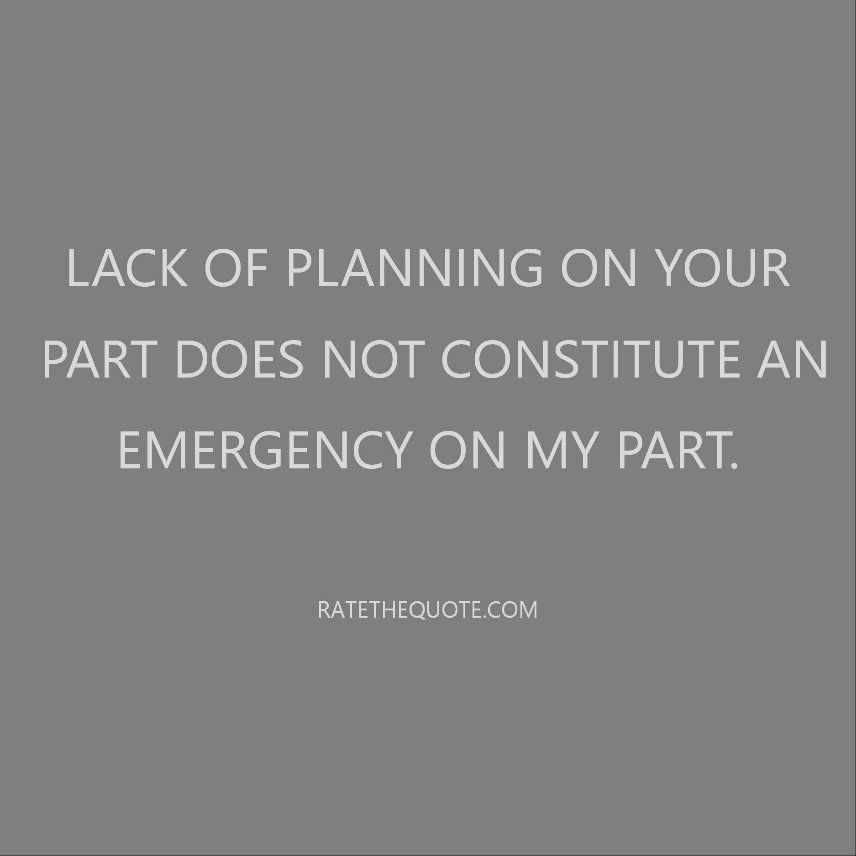 LACK OF PLANNING ON YOUR
PART DOES NOT CONSTITUTE AN
EMERGENCY ON MY PART.
RATETHEQUOTE.COM